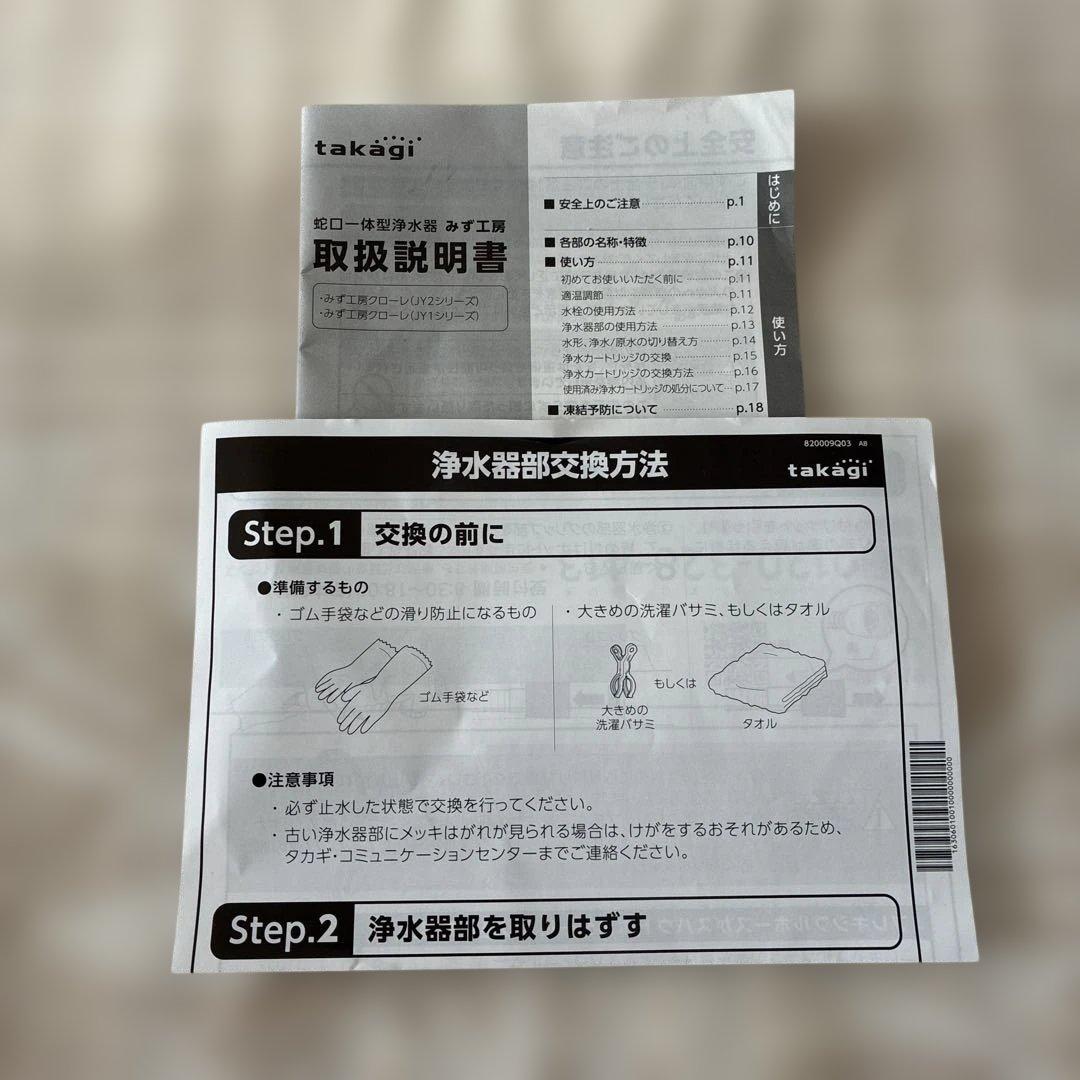 takagi
蛇口一体型浄水器 みず工房
取扱説明書
・みず工房クローレ(JY2シリーズ)
・みず工房クローレ(JY1シリーズ)
■ 安全上のご注意 p.1
■ 各部の名称・特徴 p.10
■ 使い方 p.11
初めてお使いいただく前に p.11
適温調節 p.11
水栓の使用方法 p.12
浄水器部の使用方法 p.13
水形、浄水/原水の切り替え方 p.14
浄水カートリッジの交換 p.15
浄水カートリッジの交換方法 p.16
使用済み浄水カートリッジの処分について p.17
■ 凍結予防について p.18
はじめに
使い方
820009Q03 AB
浄水器部交換方法
takagi
Step.1 交換の前に
●準備するもの
・ゴム手袋などの滑り防止になるもの
・大きめの洗濯バサミ、もしくはタオル
ゴム手袋など
もしくは
大きめの
洗濯バサミ
タオル
●注意事項
・必ず止水した状態で交換を行ってください。
・古い浄水器部にメッキはがれが見られる場合は、けがをするおそれがあるため、
タカギ・コミュニケーションセンターまでご連絡ください。
Step.2 浄水器部を取りはずす